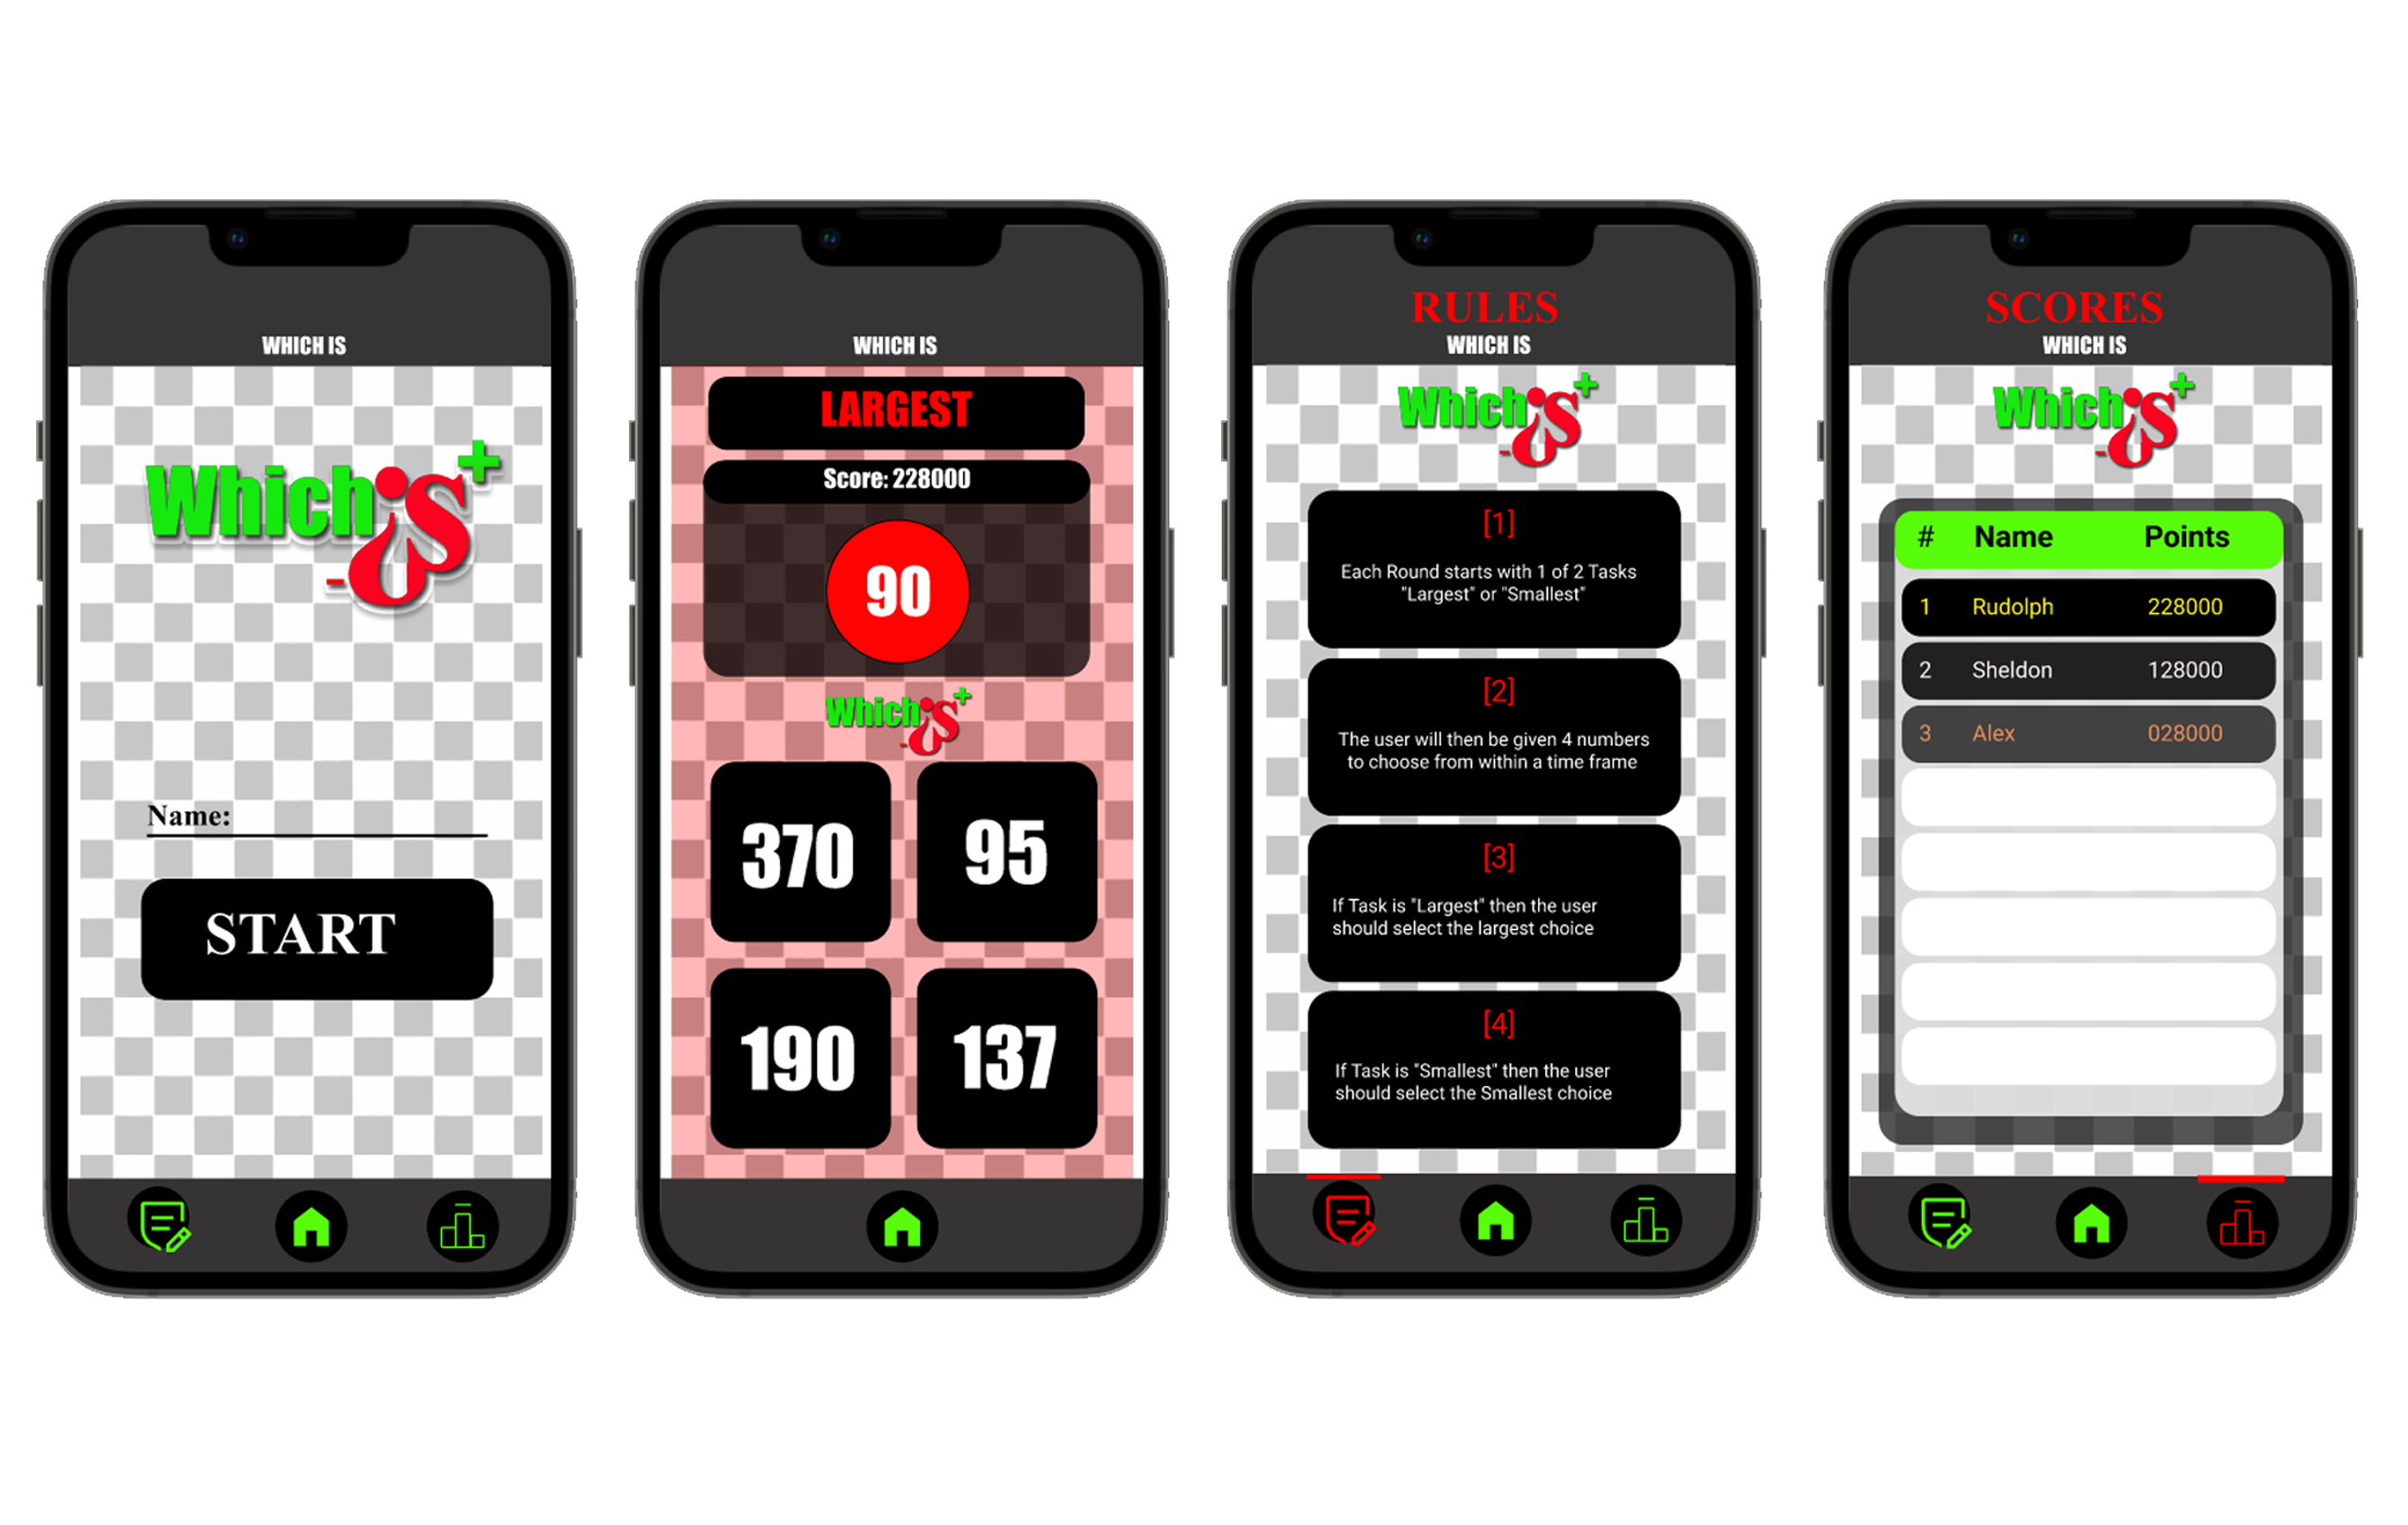 WHICH IS
Which is +
-
Name:
START
WHICH IS
LARGEST
Score: 228000
90
Which is +
-
370
95
190
137
RULES
WHICH IS
Which is +
-
[1]
Each Round starts with 1 of 2 Tasks
"Largest" or "Smallest"
[2]
The user will then be given 4 numbers
to choose from within a time frame
[3]
If Task is "Largest" then the user
should select the largest choice
[4]
If Task is "Smallest" then the user
should select the Smallest choice
SCORES
WHICH IS
Which is +
-
# Name Points
1 Rudolph 228000
2 Sheldon 128000
3 Alex 028000